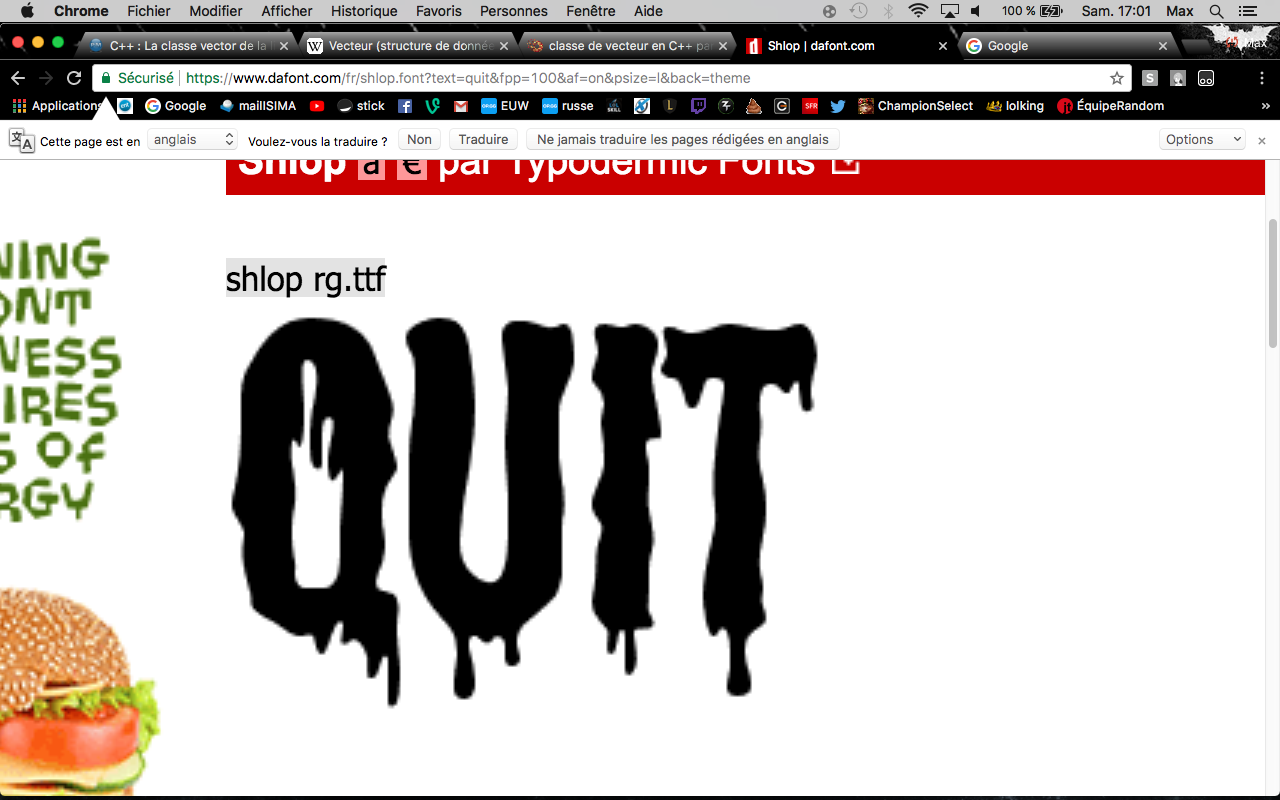 Chrome Fichier Modifier Afficher Historique Favoris Personnes Fenêtre Aide 100 % Sam. 17:01 Max
C++ : La classe vector de la Vecteur (structure de donnée classe de vecteur en C++ par Shlop | dafont.com Google Max
Sécurisé https://www.dafont.com/fr/shlop.font?text=quit&fpp=100&af=on&psize=l&back=theme
Applications Google mailISIMA stick EUW russe ChampionSelect lolking ÉquipeRandom »
Cette page est en anglais Voulez-vous la traduire ? Non Traduire Ne jamais traduire les pages rédigées en anglais Options
Shlop à € par Typodermic Fonts
shlop rg.ttf
QUIT
NING
ONT
NESS
IRES
S OF
RGY